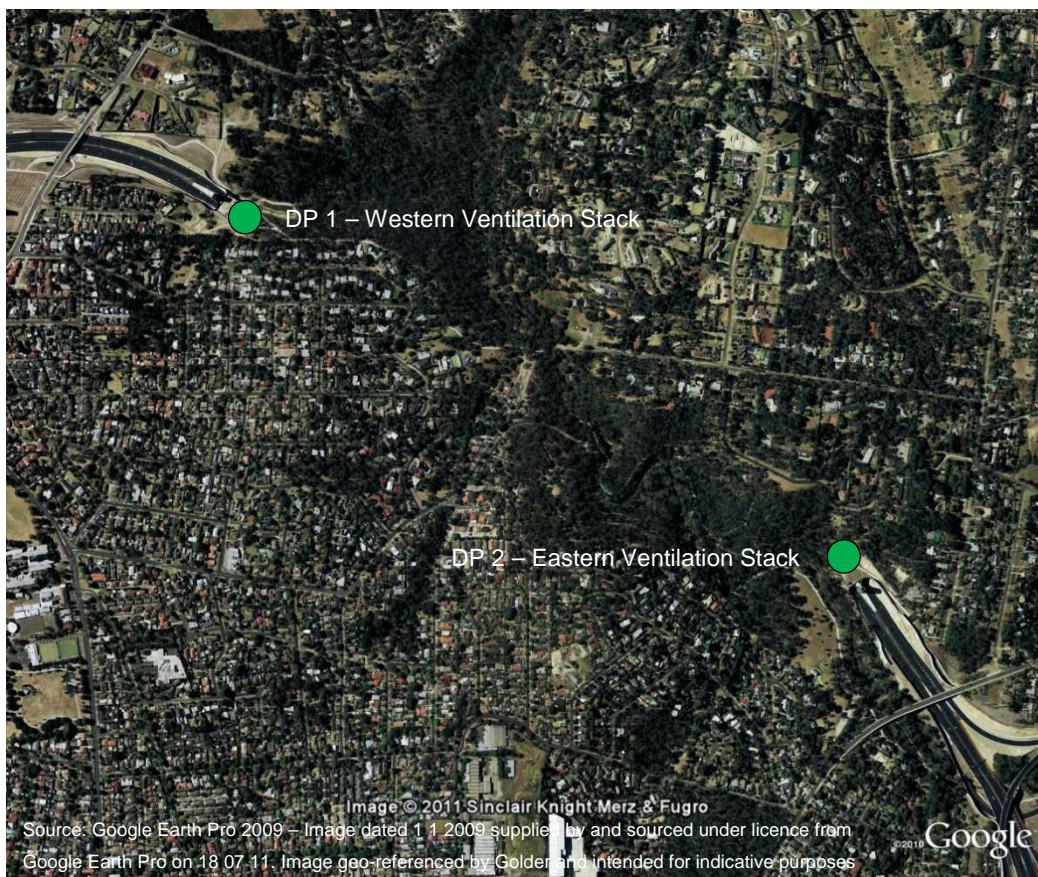 DP 1 – Western Ventilation Stack
DP 2 – Eastern Ventilation Stack
Image © 2011 Sinclair Knight Merz & Fugro
Source: Google Earth Pro 2009 – Image dated 1 1 2009 supplied by and sourced under licence from
©2010 Google
Google Earth Pro on 18 07 11. Image geo-referenced by Golder and intended for indicative purposes